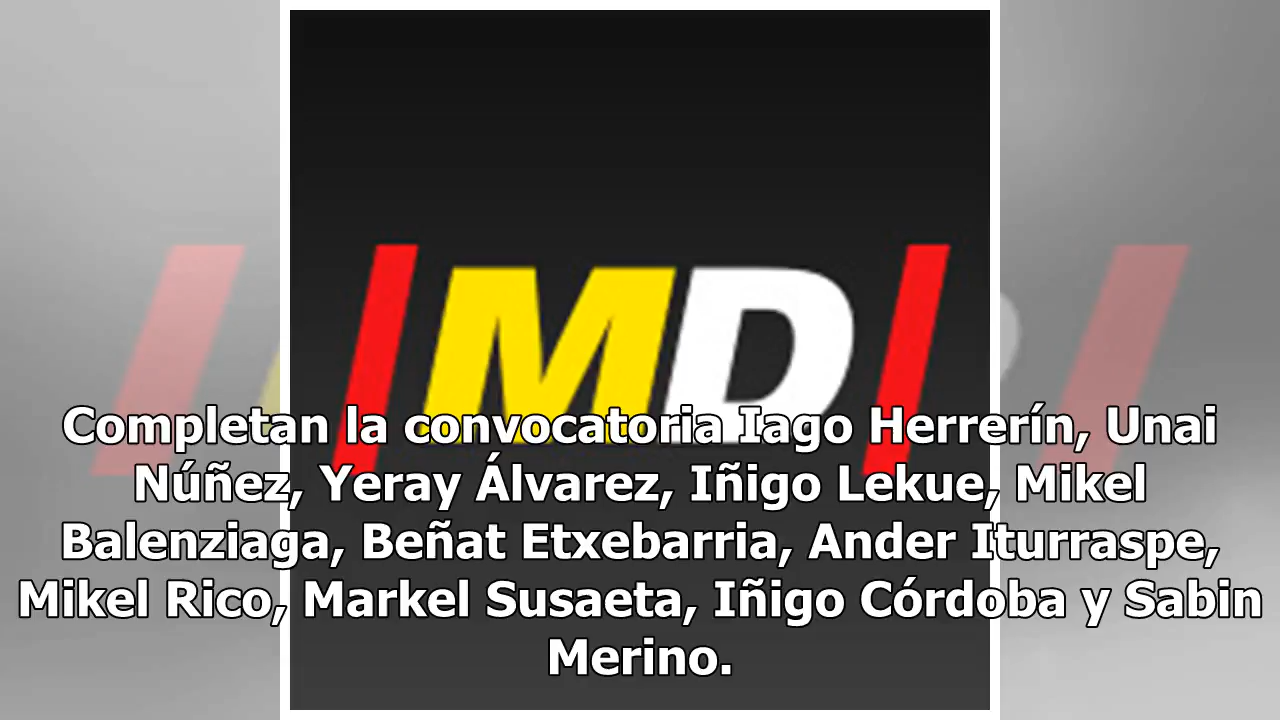 |MD|
Completan la convocatoria Iago Herrerín, Unai
Núñez, Yeray Álvarez, Iñigo Lekue, Mikel
Balenziaga, Beñat Etxebarria, Ander Iturraspe,
Mikel Rico, Markel Susaeta, Iñigo Córdoba y Sabin
Merino.